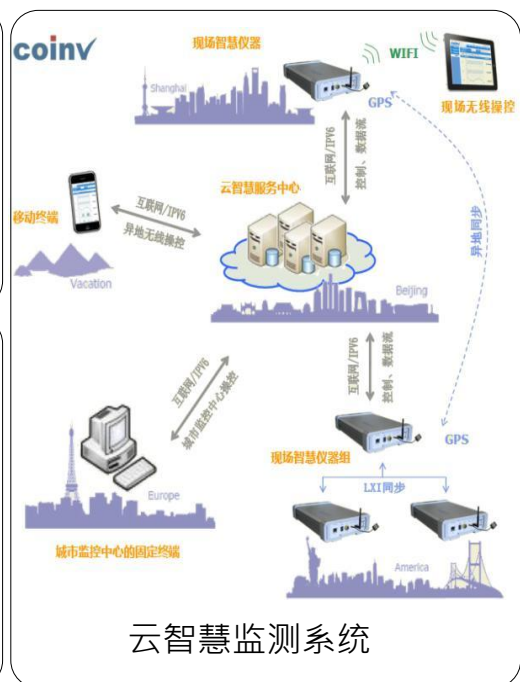 coinv
现场智慧仪器
WIFI
Shanghai
GPS
现场无线操控
互联网/IPV6
控制、数据流
云智慧服务中心
移动终端
互联网/IPV6
异地无线操控
异地同步
Vacation
Beijing
互联网/IPV6
控制、数据流
互联网/IPV6
城市监控中心操控
GPS
现场智慧仪器组
LXI同步
Europe
城市监控中心的固定终端
America
云智慧监测系统